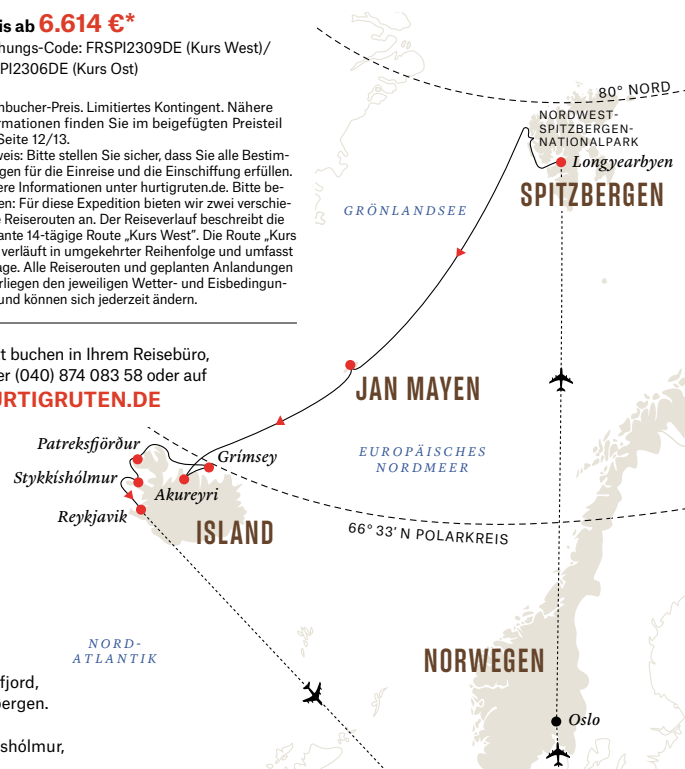 is ab 6.614 €*
hungs-Code: FRSPI2309DE (Kurs West)/
PI2306DE (Kurs Ost)
nbucher-Preis. Limitiertes Kontingent. Nähere
rmationen finden Sie im beigefügten Preisteil
Seite 12/13.
weis: Bitte stellen Sie sicher, dass Sie alle Bestim-
gen für die Einreise und die Einschiffung erfüllen.
ere Informationen unter hurtigruten.de. Bitte be-
en: Für diese Expedition bieten wir zwei verschie-
e Reiserouten an. Der Reiseverlauf beschreibt die
ante 14-tägige Route „Kurs West". Die Route „Kurs
verläuft in umgekehrter Reihenfolge und umfasst
age. Alle Reiserouten und geplanten Anlandungen
rliegen den jeweiligen Wetter- und Eisbedingun-
und können sich jederzeit ändern.
t buchen in Ihrem Reisebüro,
er (040) 874 083 58 oder auf
URTIGRUTEN.DE
80° NORD
NORDWEST-
SPITZBERGEN-
NATIONALPARK
Longyearbyen
SPITZBERGEN
GRÖNLANDSEE
JAN MAYEN
EUROPÄISCHES
NORDMEER
Patreksfjörður
Grímsey
Stykkishólmur
Akureyri
Reykjavik
ISLAND
66° 33' N POLARKREIS
NORD-
ATLANTIK
NORWEGEN
Oslo
fjord,
bergen.
shólmur,